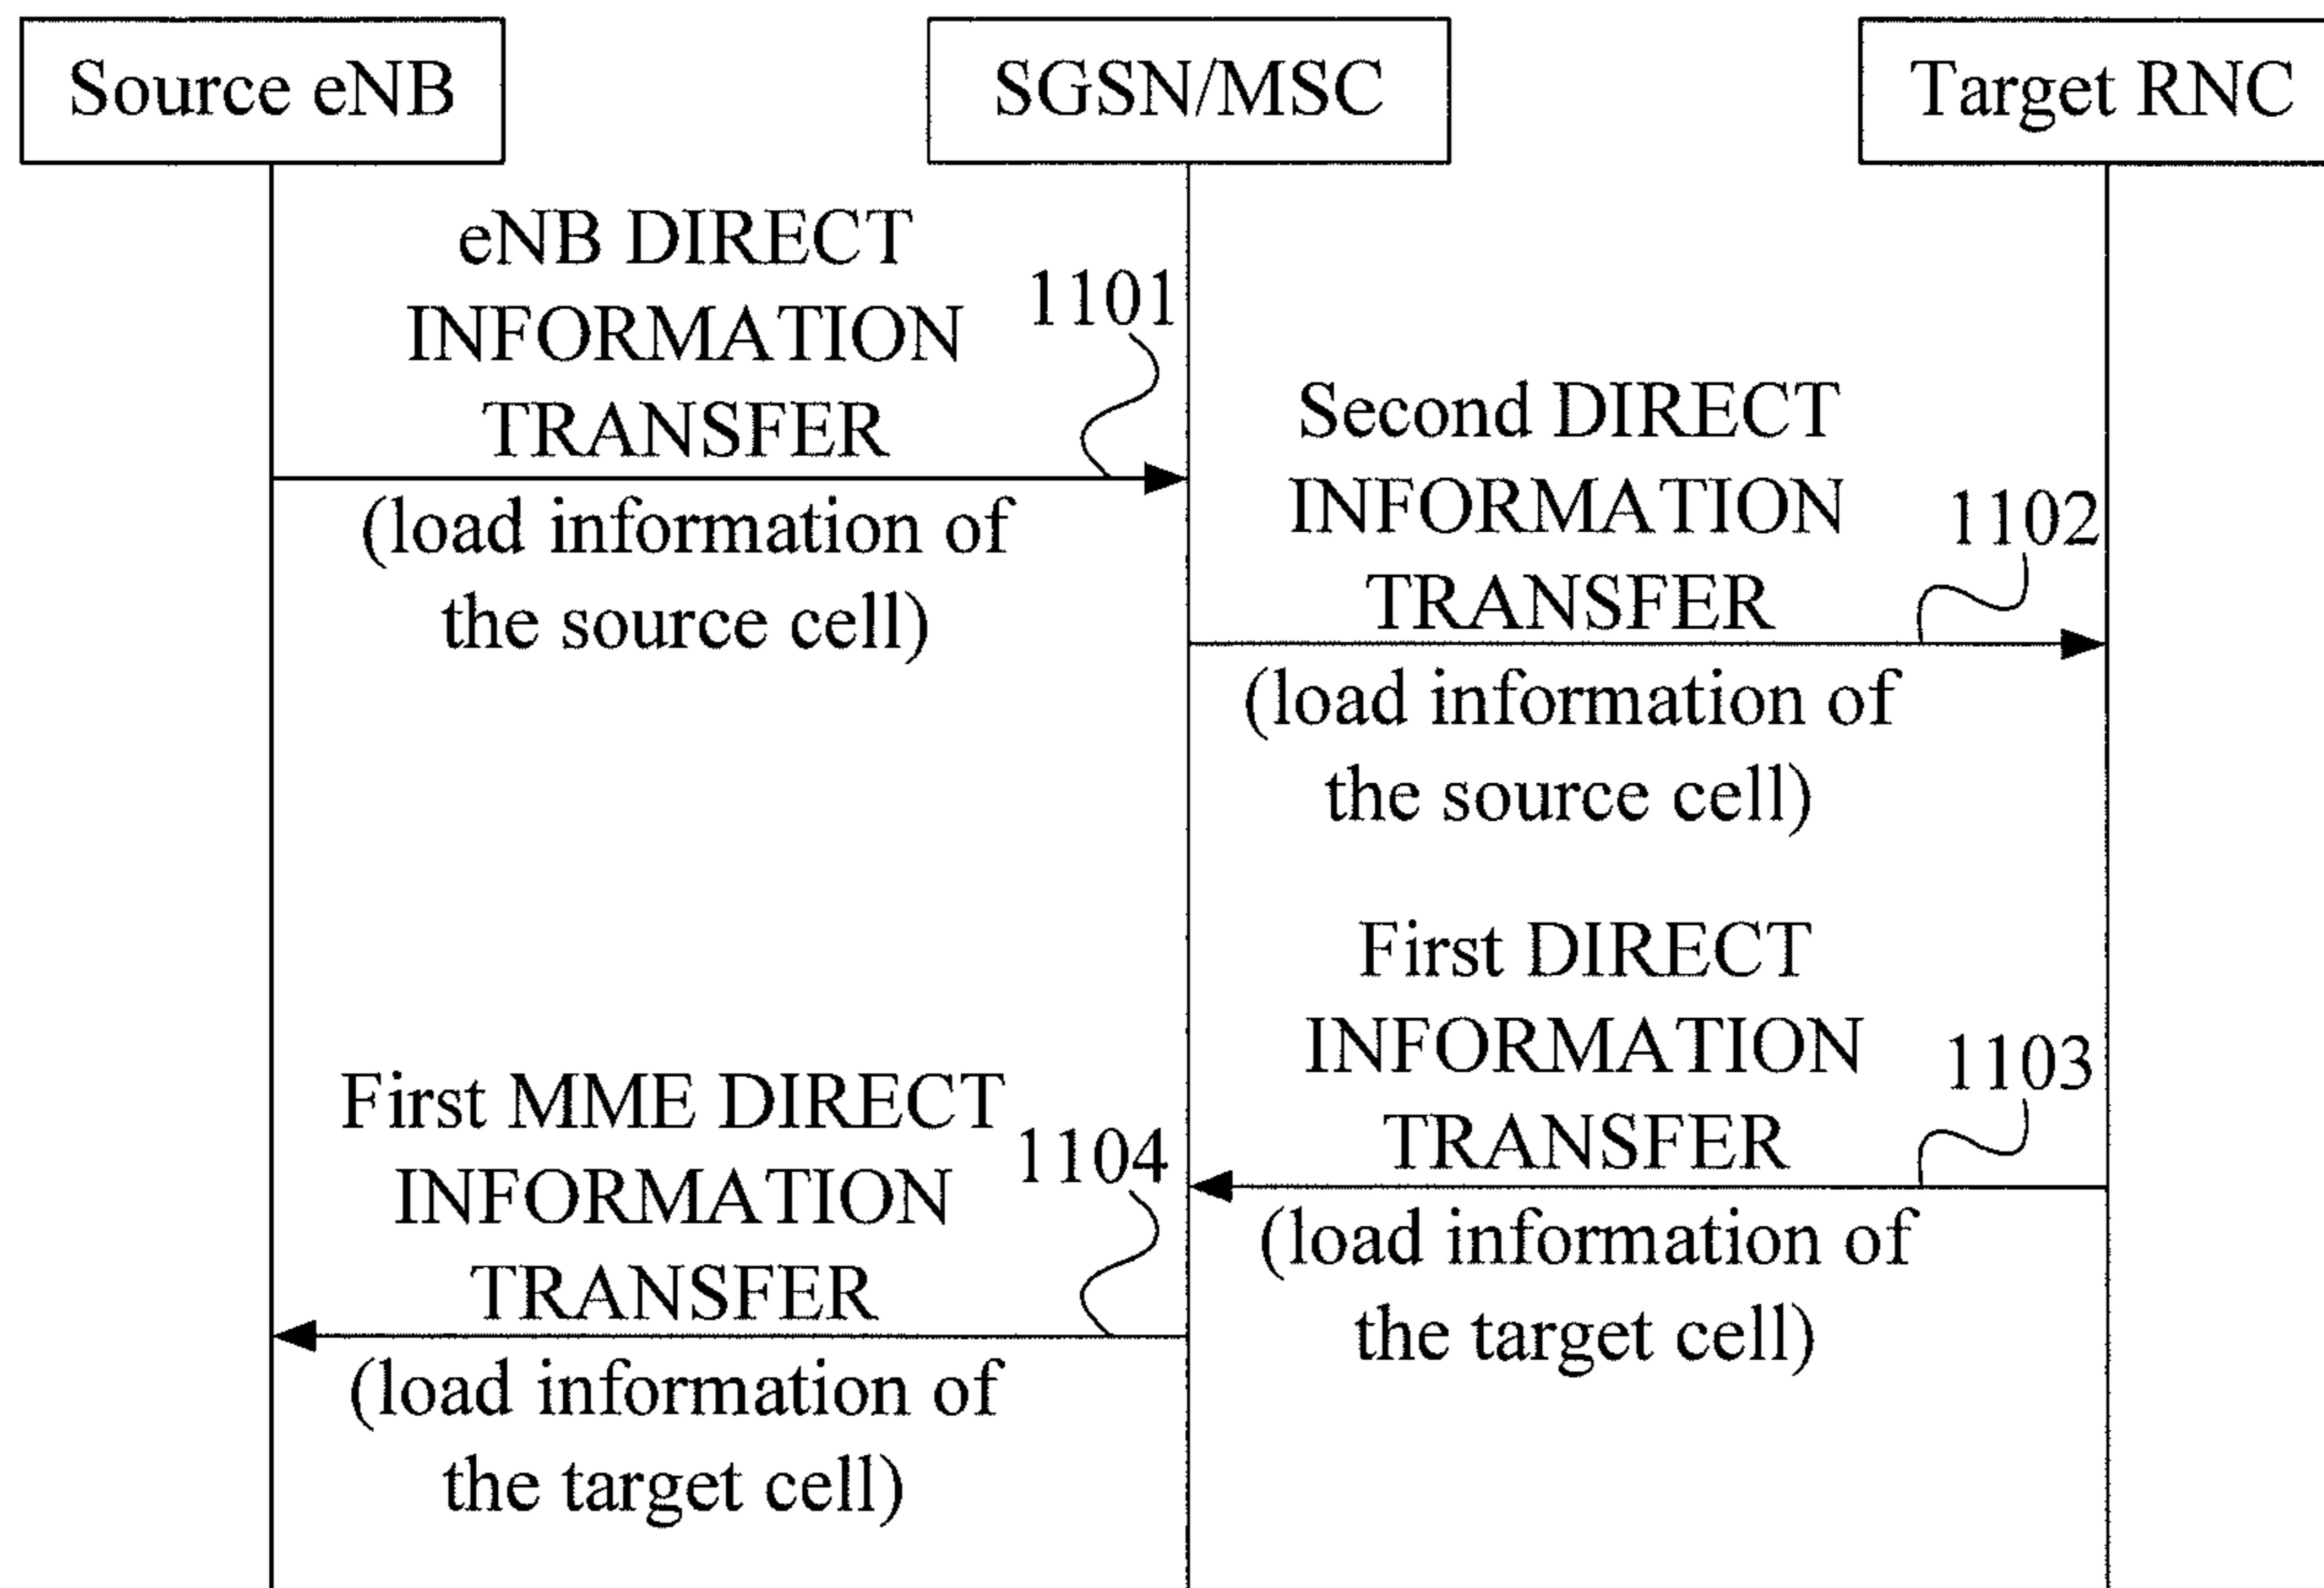 Source eNB
SGSN/MSC
Target RNC
eNB DIRECT
INFORMATION
TRANSFER
1101
(load information of
the source cell)
Second DIRECT
INFORMATION
TRANSFER
1102
(load information of
the source cell)
First DIRECT
INFORMATION
TRANSFER
1103
(load information of
the target cell)
First MME DIRECT
INFORMATION
TRANSFER
1104
(load information of
the target cell)